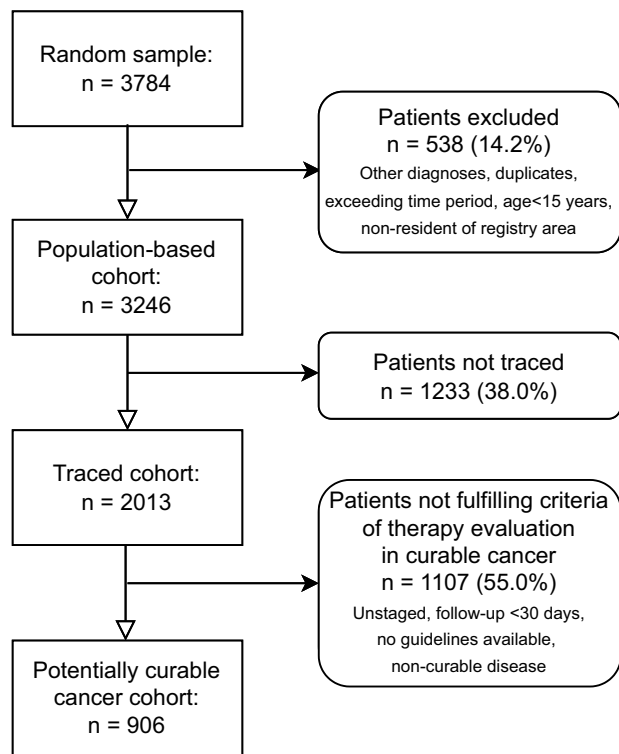 Random sample:
n = 3784
Patients excluded
n = 538 (14.2%)
Other diagnoses, duplicates,
exceeding time period, age<15 years,
non-resident of registry area
Population-based
cohort:
n = 3246
Patients not traced
n = 1233 (38.0%)
Traced cohort:
n = 2013
Patients not fulfilling criteria
of therapy evaluation
in curable cancer
n = 1107 (55.0%)
Unstaged, follow-up <30 days,
no guidelines available,
non-curable disease
Potentially curable
cancer cohort:
n = 906